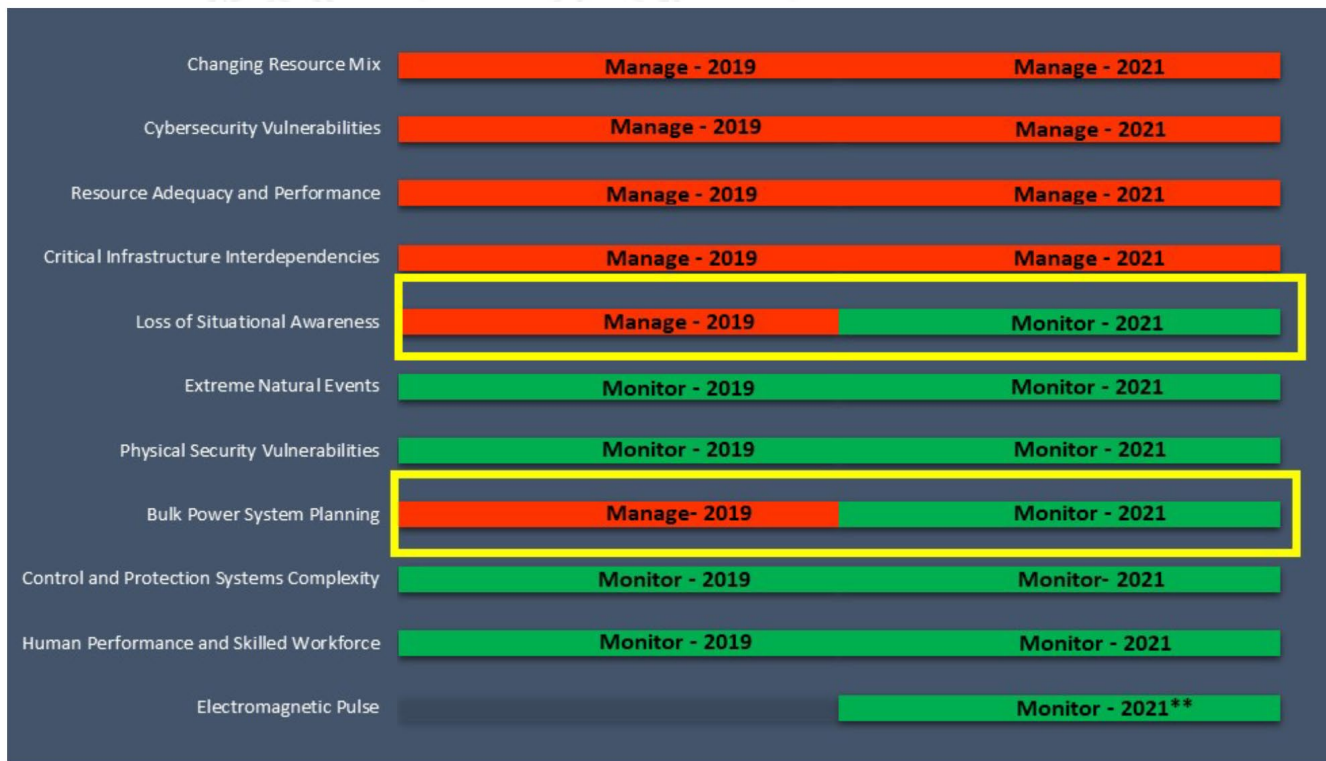 Changing Resource Mix Manage - 2019 Manage - 2021
Cybersecurity Vulnerabilities Manage - 2019 Manage - 2021
Resource Adequacy and Performance Manage - 2019 Manage - 2021
Critical Infrastructure Interdependencies Manage - 2019 Manage - 2021
Loss of Situational Awareness Manage - 2019 Monitor - 2021
Extreme Natural Events Monitor - 2019 Monitor - 2021
Physical Security Vulnerabilities Monitor - 2019 Monitor - 2021
Bulk Power System Planning Manage- 2019 Monitor - 2021
Control and Protection Systems Complexity Monitor - 2019 Monitor- 2021
Human Performance and Skilled Workforce Monitor - 2019 Monitor - 2021
Electromagnetic Pulse Monitor - 2021**